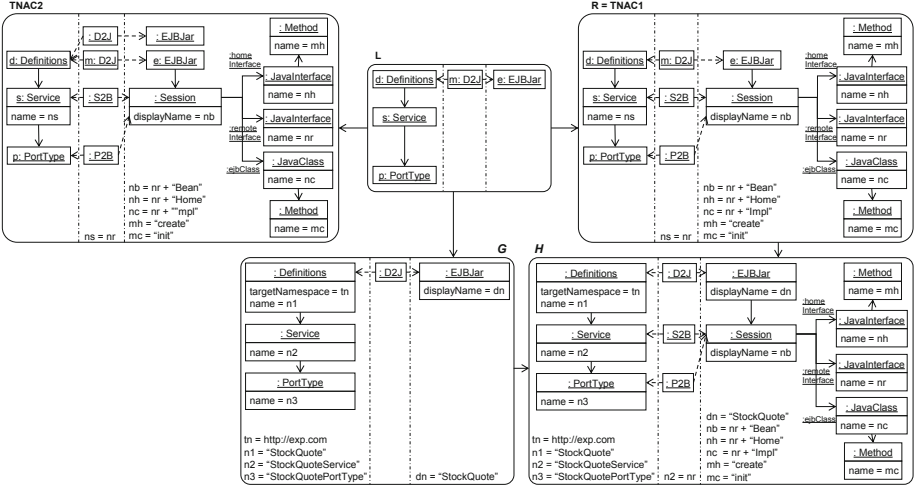 TNAC2
: D2J
: EJBJar
d: Definitions
m: D2J
e: EJBJar
s: Service
name = ns
: S2B
: Session
displayName = nb
p: PortType
: P2B
:home
Interface
:remote
Interface
:ejbClass
: Method
name = mh
: JavaInterface
name = nh
: JavaInterface
name = nr
: JavaClass
name = nc
: Method
name = mc
nb = nr + "Bean"
nh = nr + "Home"
nc = nr + ""mpl"
mh = "create"
mc = "init"
ns = nr
L
d: Definitions
m: D2J
e: EJBJar
s: Service
p: PortType
R = TNAC1
d: Definitions
m: D2J
e: EJBJar
s: Service
name = ns
: S2B
: Session
displayName = nb
p: PortType
: P2B
:home
Interface
:remote
Interface
:ejbClass
: Method
name = mh
: JavaInterface
name = nh
: JavaInterface
name = nr
: JavaClass
name = nc
: Method
name = mc
nb = nr + "Bean"
nh = nr + "Home"
nc = nr + "Impl"
mh = "create"
mc = "init"
ns = nr
G
: Definitions
targetNamespace = tn
name = n1
: D2J
: EJBJar
displayName = dn
: Service
name = n2
: PortType
name = n3
tn = http://exp.com
n1 = "StockQuote"
n2 = "StockQuoteService"
n3 = "StockQuotePortType"
dn = "StockQuote"
H
: Definitions
targetNamespace = tn
name = n1
: D2J
: EJBJar
displayName = dn
: Service
name = n2
: S2B
: Session
displayName = nb
: PortType
name = n3
: P2B
:home
Interface
:remote
Interface
:ejbClass
: Method
name = mh
: JavaInterface
name = nh
: JavaInterface
name = nr
: JavaClass
name = nc
: Method
name = mc
tn = http://exp.com
n1 = "StockQuote"
n2 = "StockQuoteService"
n3 = "StockQuotePortType"
n2 = nr
dn = "StockQuote"
nb = nr + "Bean"
nh = nr + "Home"
nc = nr + "Impl"
mh = "create"
mc = "init"